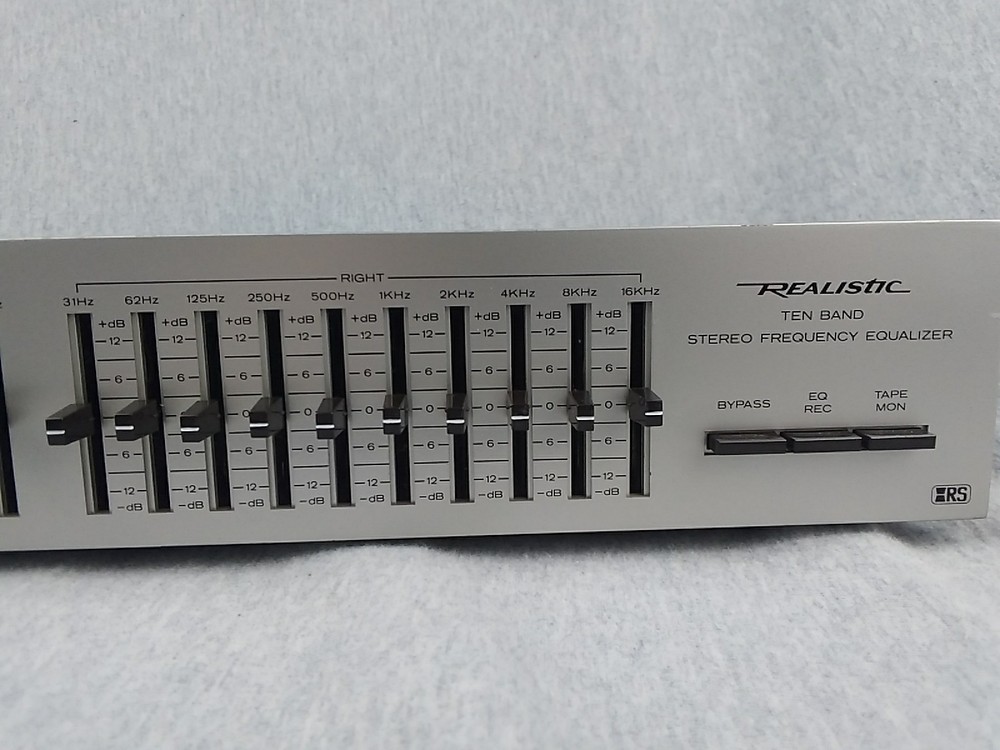 RIGHT
31Hz 62Hz 125Hz 250Hz 500Hz 1KHz 2KHz 4KHz 8KHz 16KHz
+dB +dB +dB +dB +dB +dB +dB +dB +dB
12 12 12 12 12 12 12 12 12
6 6 6 6 6 6 6 6 6
0 0 0 0 0 0
6 6 6 6 6 6 6 6 6
12 12 12 12 12 12 12 12 12
-dB -dB -dB -dB -dB -dB -dB -dB -dB
REALISTIC
TEN BAND
STEREO FREQUENCY EQUALIZER
BYPASS
EQ
REC
TAPE
MON
ERS